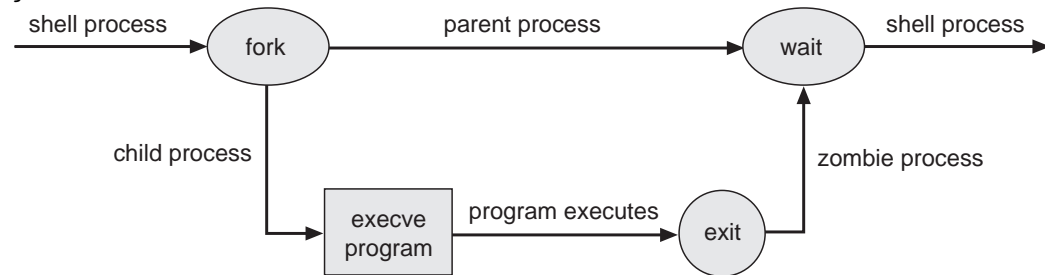 shell process
fork
parent process
wait
shell process
child process
zombie process
execve
program
program executes
exit